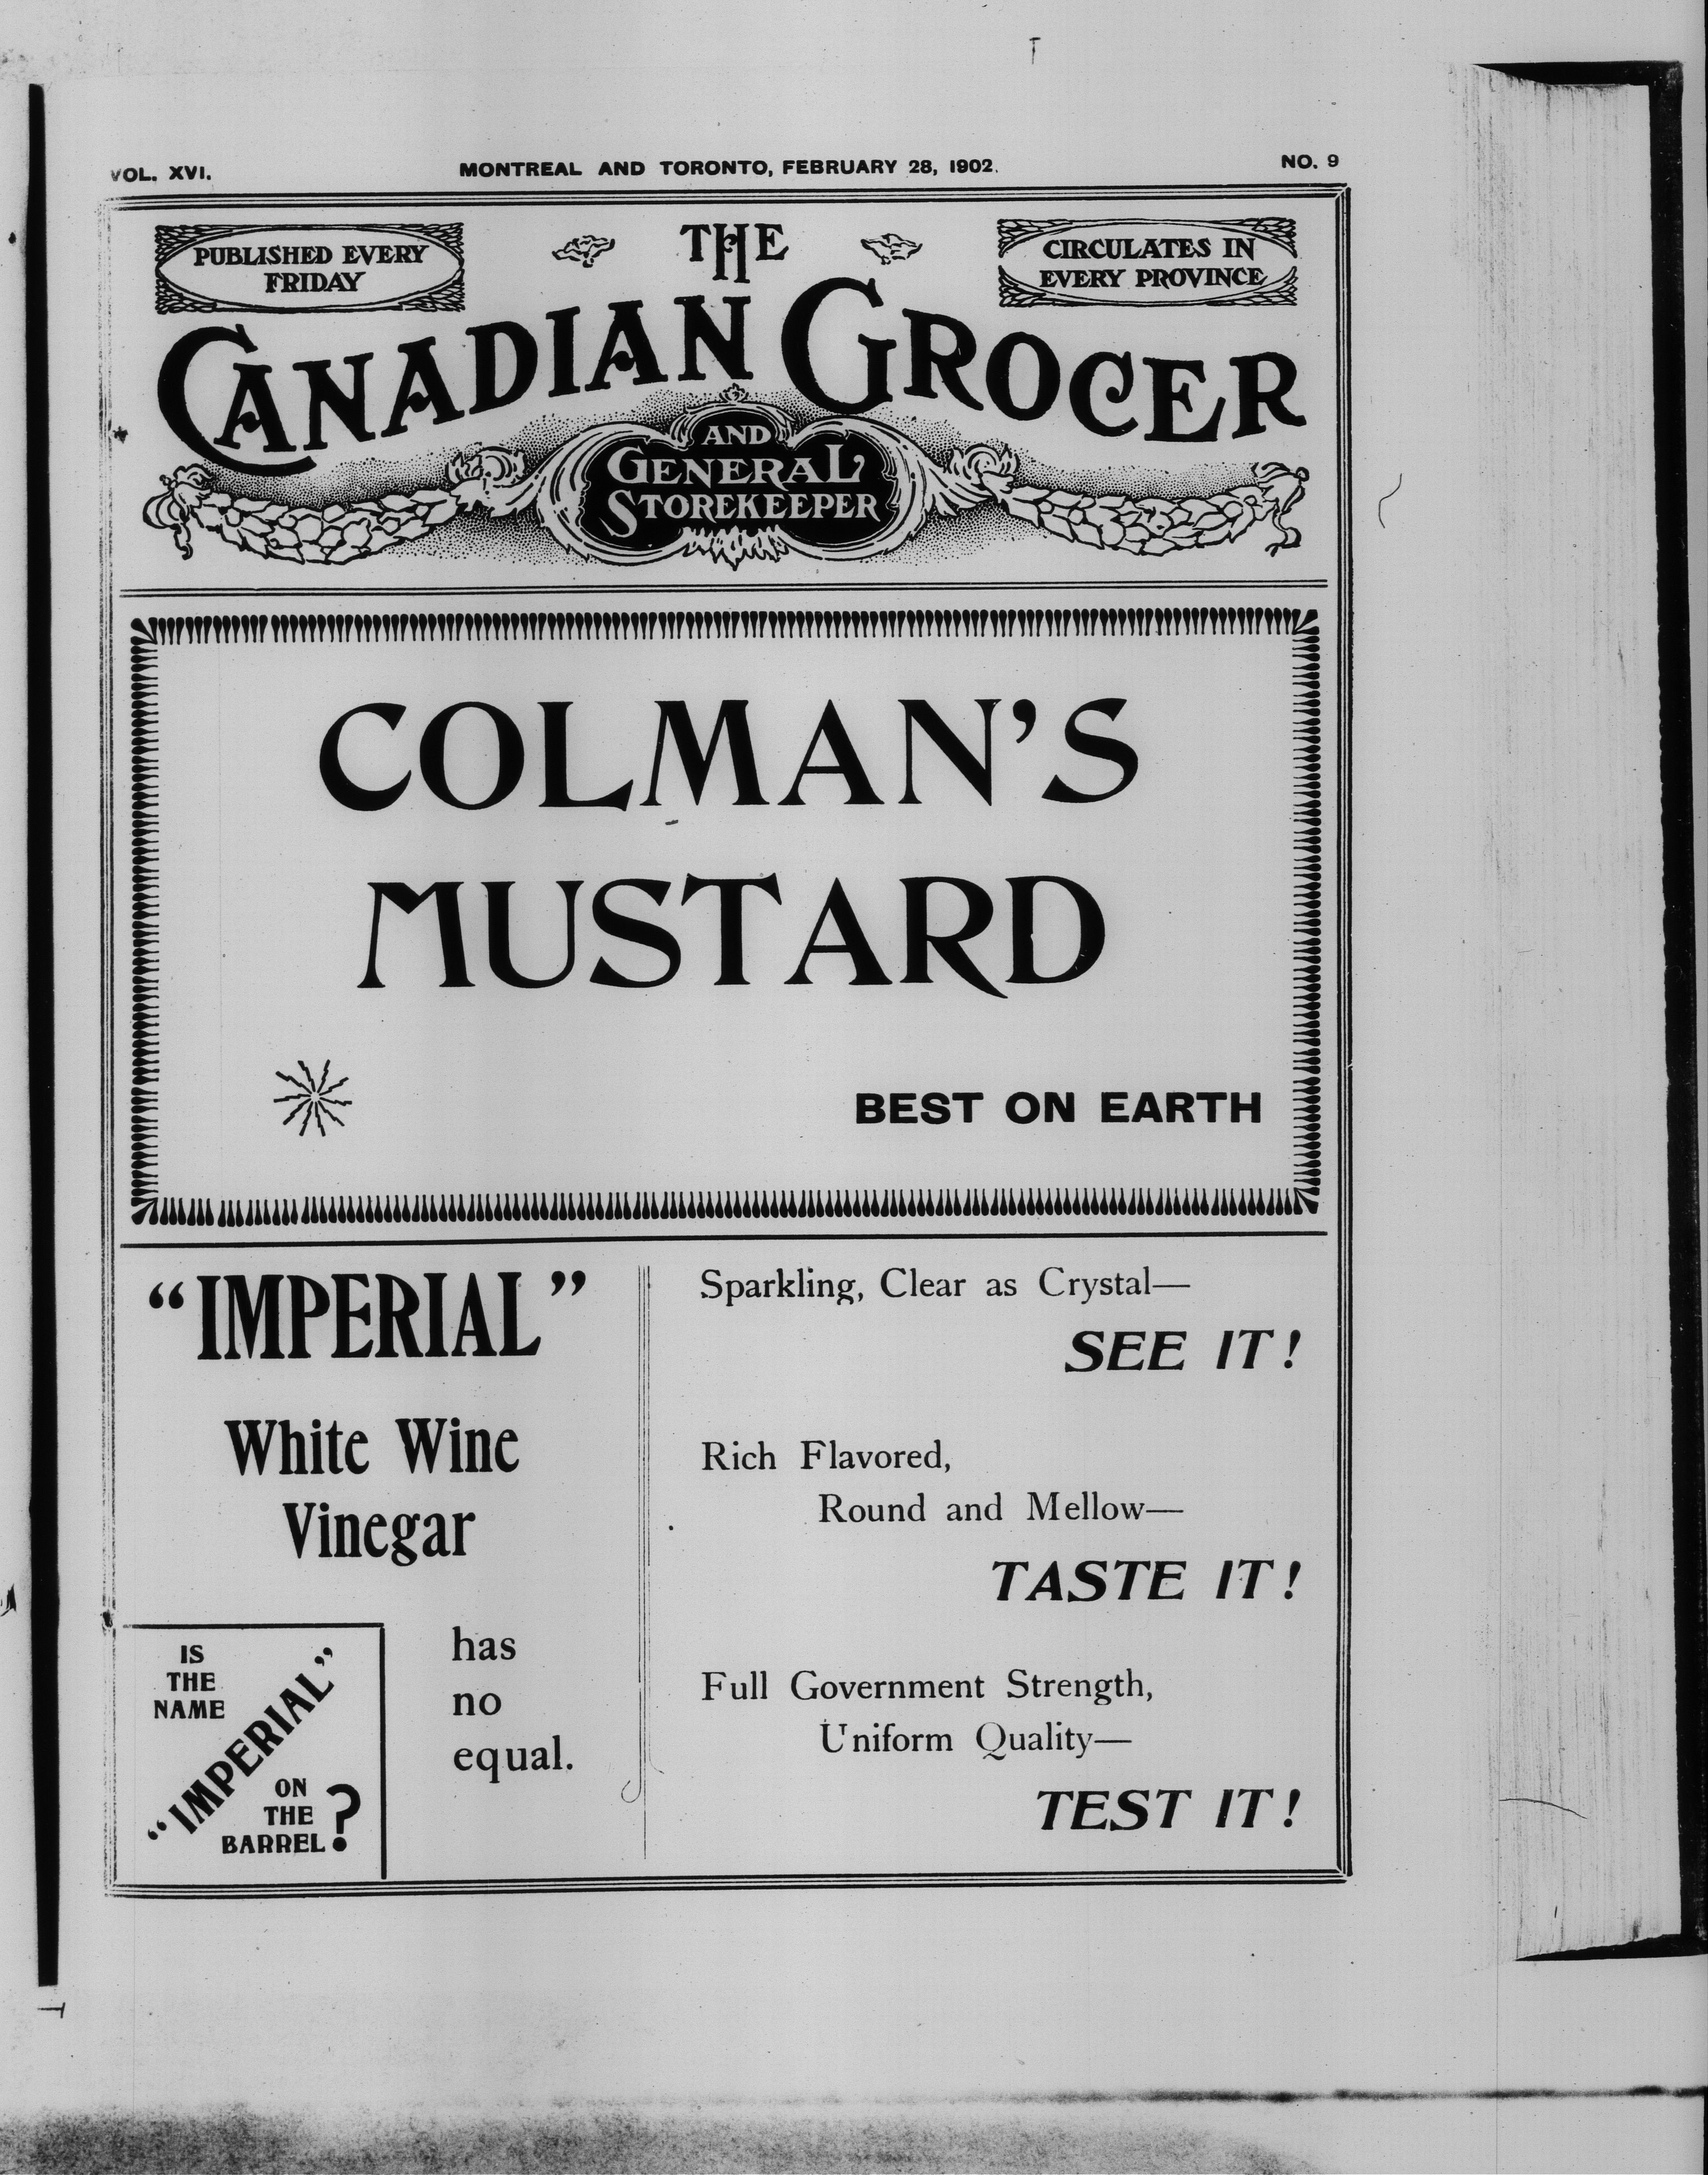 VOL. XVI. MONTREAL AND TORONTO, FEBRUARY 28, 1902. NO. 9
PUBLISHED EVERY
FRIDAY
THE
CIRCULATES IN
EVERY PROVINCE
CANADIAN GROCER
AND
GENERAL
STOREKEEPER
COLMAN'S
MUSTARD
BEST ON EARTH
"IMPERIAL"
White Wine
Vinegar
has
no
equal.
IS
THE
NAME
"IMPERIAL"
ON
THE
BARREL?
Sparkling, Clear as Crystal—
SEE IT!
Rich Flavored,
Round and Mellow—
TASTE IT!
Full Government Strength,
Uniform Quality—
TEST IT!